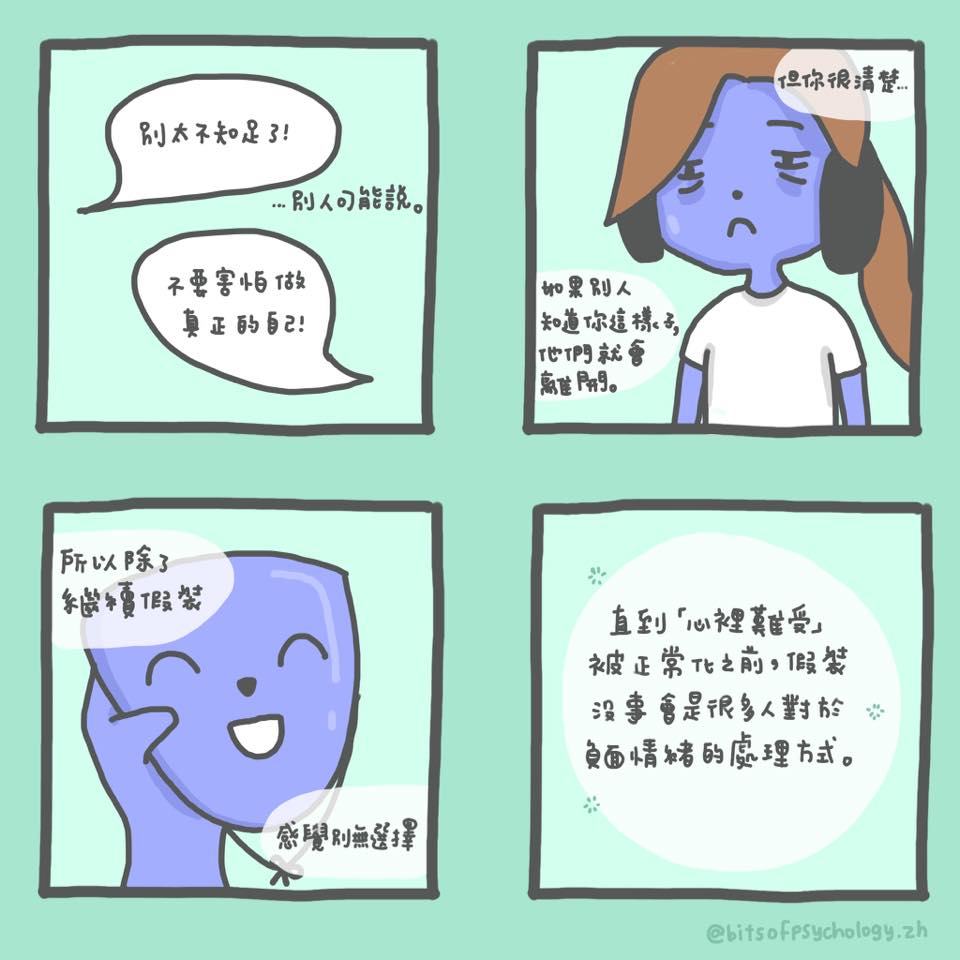 別太不知足了!
...別人可能說。
不要害怕做
真正的自己!
但你很清楚...
如果別人
知道你這樣子,
他們就會
離開。
所以除了
繼續假裝
感覺別無選擇
直到「心裡難受」
被正常化之前，假裝
沒事會是很多人對於
負面情緒的處理方式。
@bitsofpsychology.zh